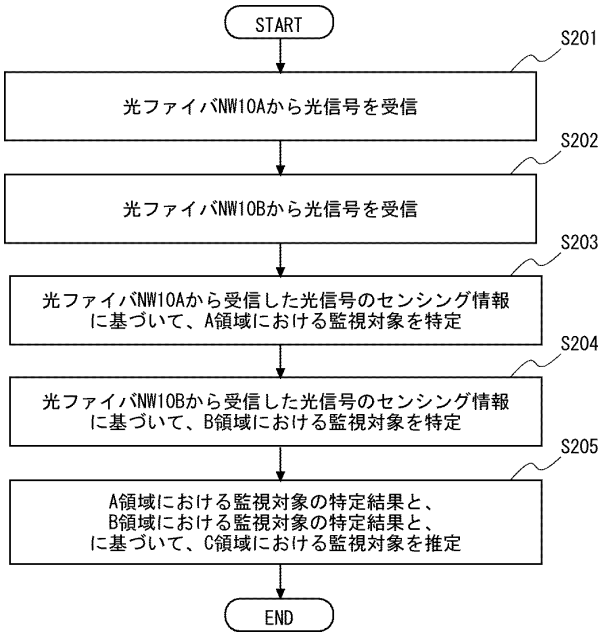 START
S201
光ファイバNW10Aから光信号を受信
S202
光ファイバNW10Bから光信号を受信
S203
光ファイバNW10Aから受信した光信号のセンシング情報
に基づいて、A領域における監視対象を特定
S204
光ファイバNW10Bから受信した光信号のセンシング情報
に基づいて、B領域における監視対象を特定
S205
A領域における監視対象の特定結果と、
B領域における監視対象の特定結果と、
に基づいて、C領域における監視対象を推定
END